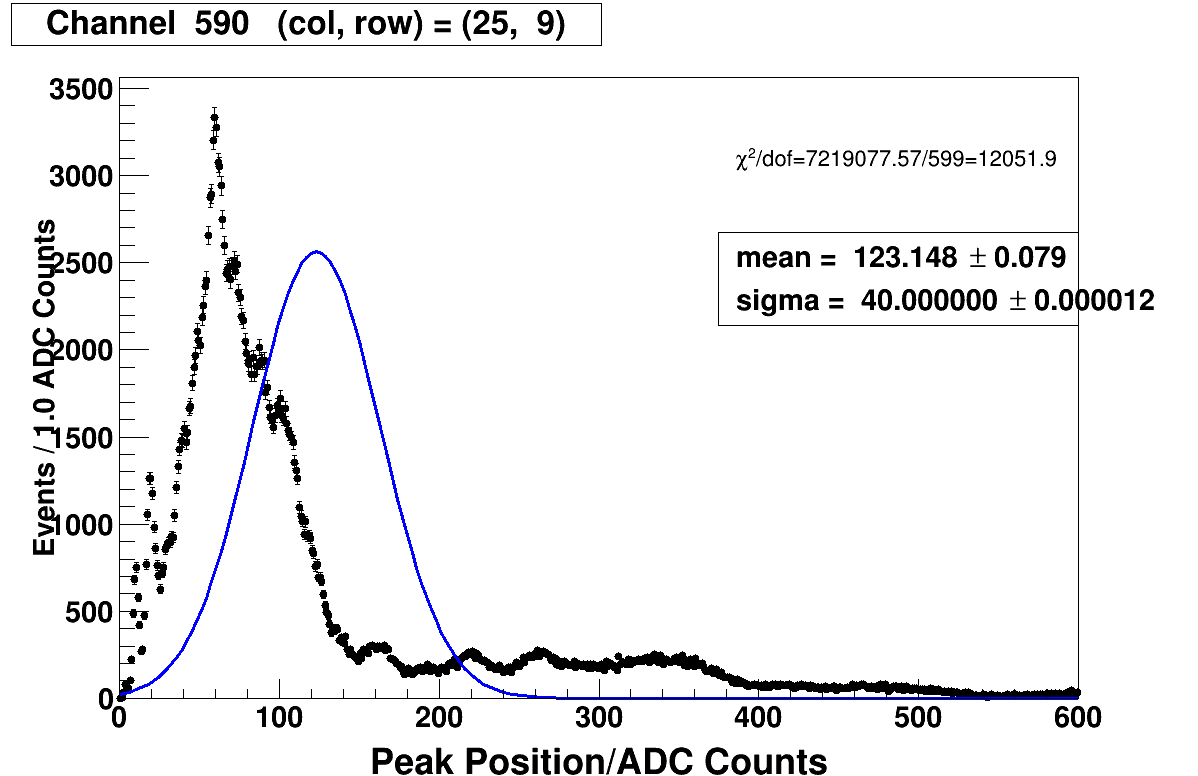 Channel 590 (col, row) = (25, 9)
3500
3000
2500
2000
1500
1000
500
0
Events / 1.0 ADC Counts
χ²/dof=7219077.57/599=12051.9
mean = 123.148 ± 0.079
sigma = 40.000000 ± 0.000012
0 100 200 300 400 500 600
Peak Position/ADC Counts